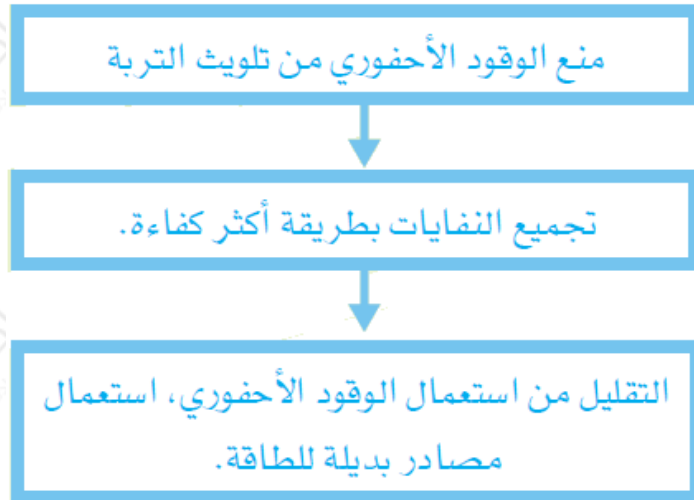 منع الوقود الأحفوري من تلويث التربة
تجميع النفايات بطريقة أكثر كفاءة.
التقليل من استعمال الوقود الأحفوري، استعمال
مصادر بديلة للطاقة.